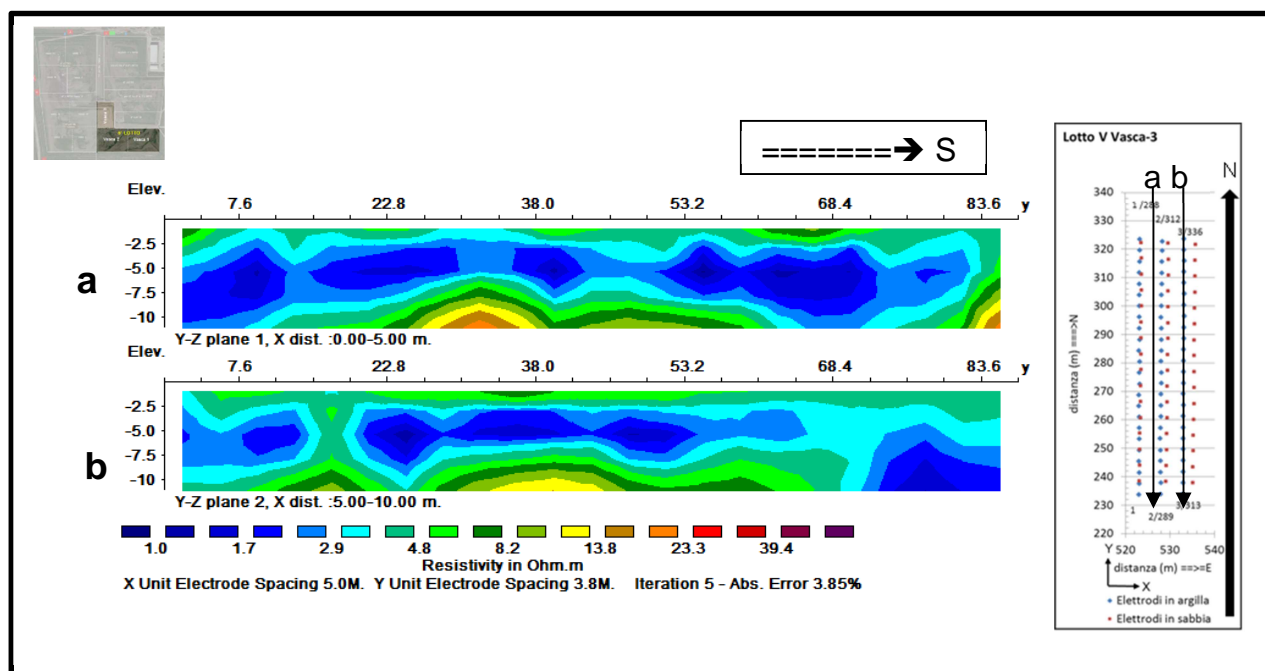 V LOTTO
Vasca 2 Vasca 1
=======➔ S
Elev.
7.6 22.8 38.0 53.2 68.4 83.6 y
-2.5
-5.0
-7.5
-10
a
Y-Z plane 1, X dist. :0.00-5.00 m.
Elev.
7.6 22.8 38.0 53.2 68.4 83.6 y
-2.5
-5.0
-7.5
-10
b
Y-Z plane 2, X dist. :5.00-10.00 m.
1.0 1.7 2.9 4.8 8.2 13.8 23.3 39.4
Resistivity in Ohm.m
X Unit Electrode Spacing 5.0M. Y Unit Electrode Spacing 3.8M. Iteration 5 - Abs. Error 3.85%
Lotto V Vasca-3
a b
N
340
330
320
310
300
290
280
270
260
250
240
230
220
1 /288
2/312
3/336
1
2/289
3/313
distanza (m) ===>N
520 530 540
Y
distanza (m) ==>=E
X
Elettrodi in argilla
Elettrodi in sabbia